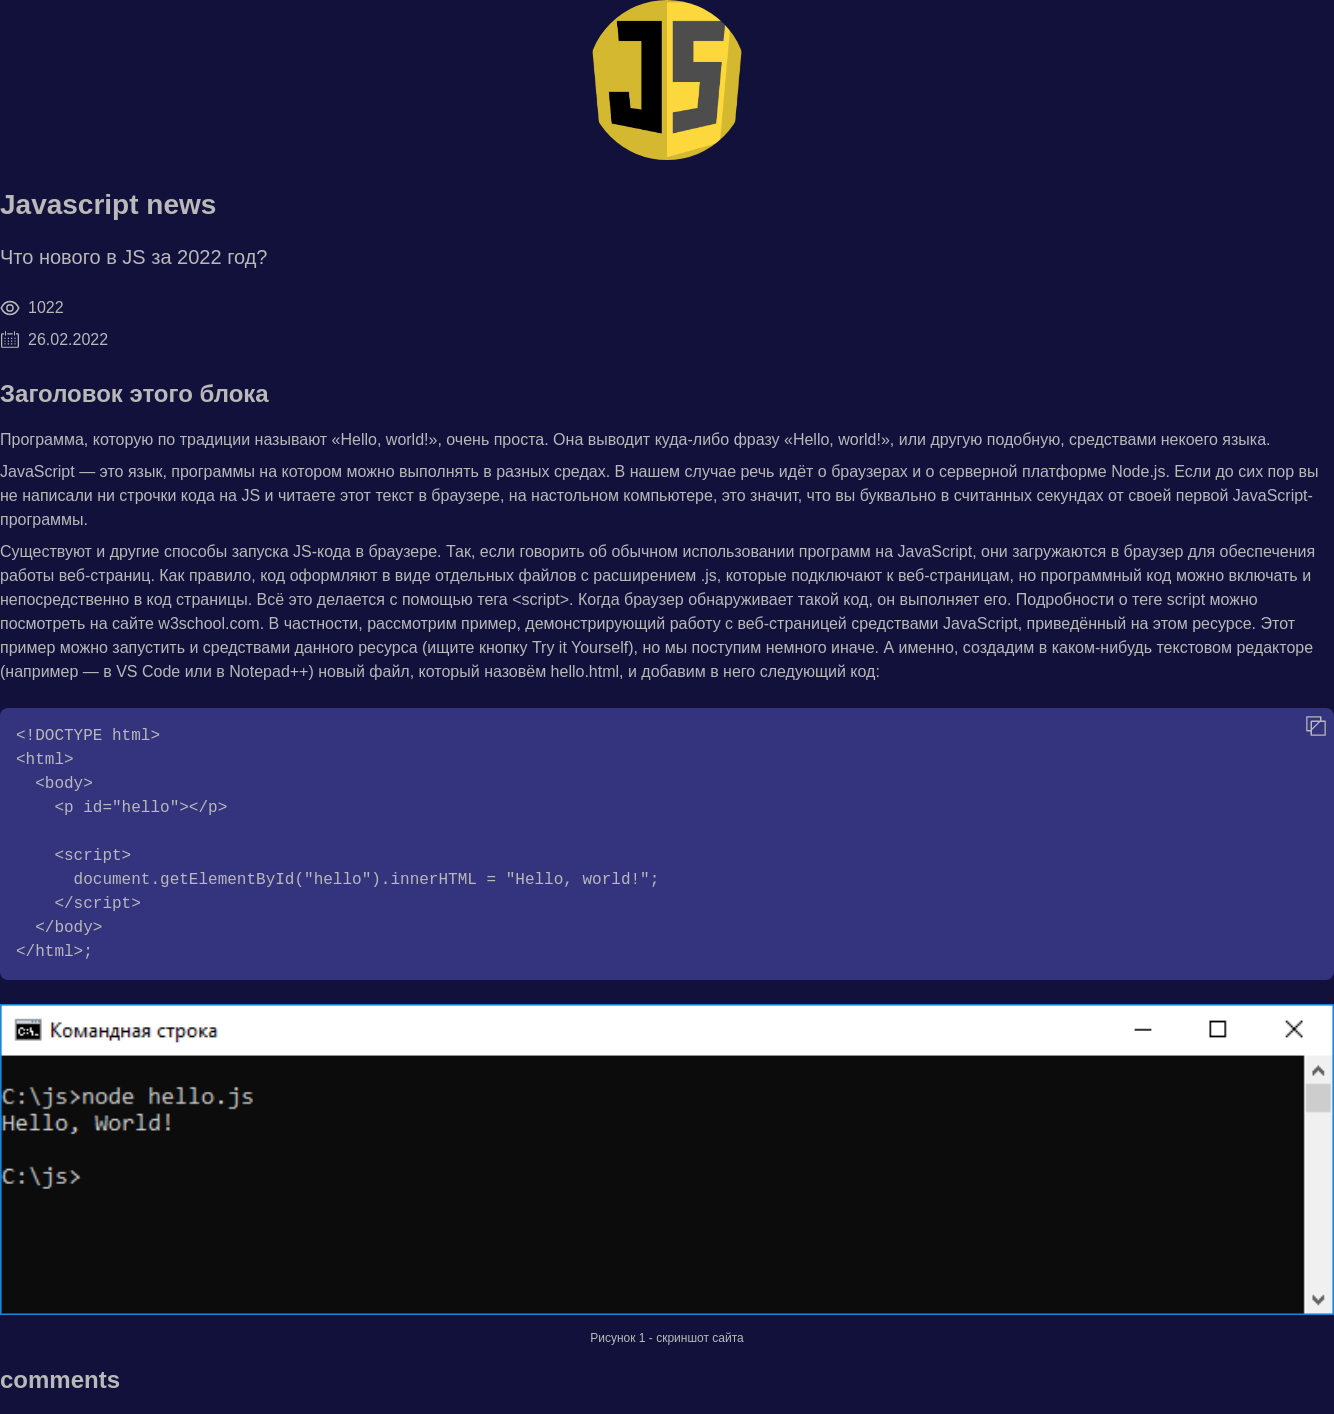 JS
Javascript news
Что нового в JS за 2022 год?
1022
26.02.2022
Заголовок этого блока
Программа, которую по традиции называют «Hello, world!», очень проста. Она выводит куда-либо фразу «Hello, world!», или другую подобную, средствами некоего языка.
JavaScript — это язык, программы на котором можно выполнять в разных средах. В нашем случае речь идёт о браузерах и о серверной платформе Node.js. Если до сих пор вы
не написали ни строчки кода на JS и читаете этот текст в браузере, на настольном компьютере, это значит, что вы буквально в считанных секундах от своей первой JavaScript-
программы.
Существуют и другие способы запуска JS-кода в браузере. Так, если говорить об обычном использовании программ на JavaScript, они загружаются в браузер для обеспечения
работы веб-страниц. Как правило, код оформляют в виде отдельных файлов с расширением .js, которые подключают к веб-страницам, но программный код можно включать и
непосредственно в код страницы. Всё это делается с помощью тега <script>. Когда браузер обнаруживает такой код, он выполняет его. Подробности о теге script можно
посмотреть на сайте w3school.com. В частности, рассмотрим пример, демонстрирующий работу с веб-страницей средствами JavaScript, приведённый на этом ресурсе. Этот
пример можно запустить и средствами данного ресурса (ищите кнопку Try it Yourself), но мы поступим немного иначе. А именно, создадим в каком-нибудь текстовом редакторе
(например — в VS Code или в Notepad++) новый файл, который назовём hello.html, и добавим в него следующий код:
<!DOCTYPE html>
<html>
  <body>
    <p id="hello"></p>

    <script>
      document.getElementById("hello").innerHTML = "Hello, world!";
    </script>
  </body>
</html>;
C:\. Командная строка
C:\js>node hello.js
Hello, World!
C:\js>
Рисунок 1 - скриншот сайта
comments